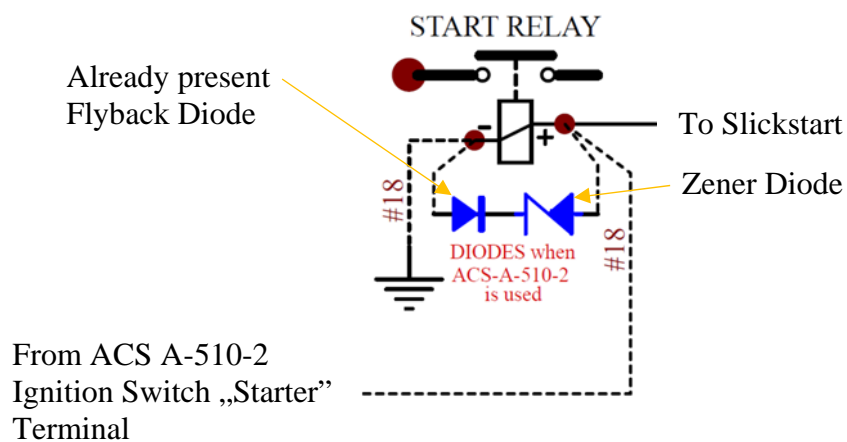 START RELAY
Already present
Flyback Diode
-
+
To Slickstart
Zener Diode
#18
#18
DIODES when
ACS-A-510-2
is used
From ACS A-510-2
Ignition Switch „Starter”
Terminal